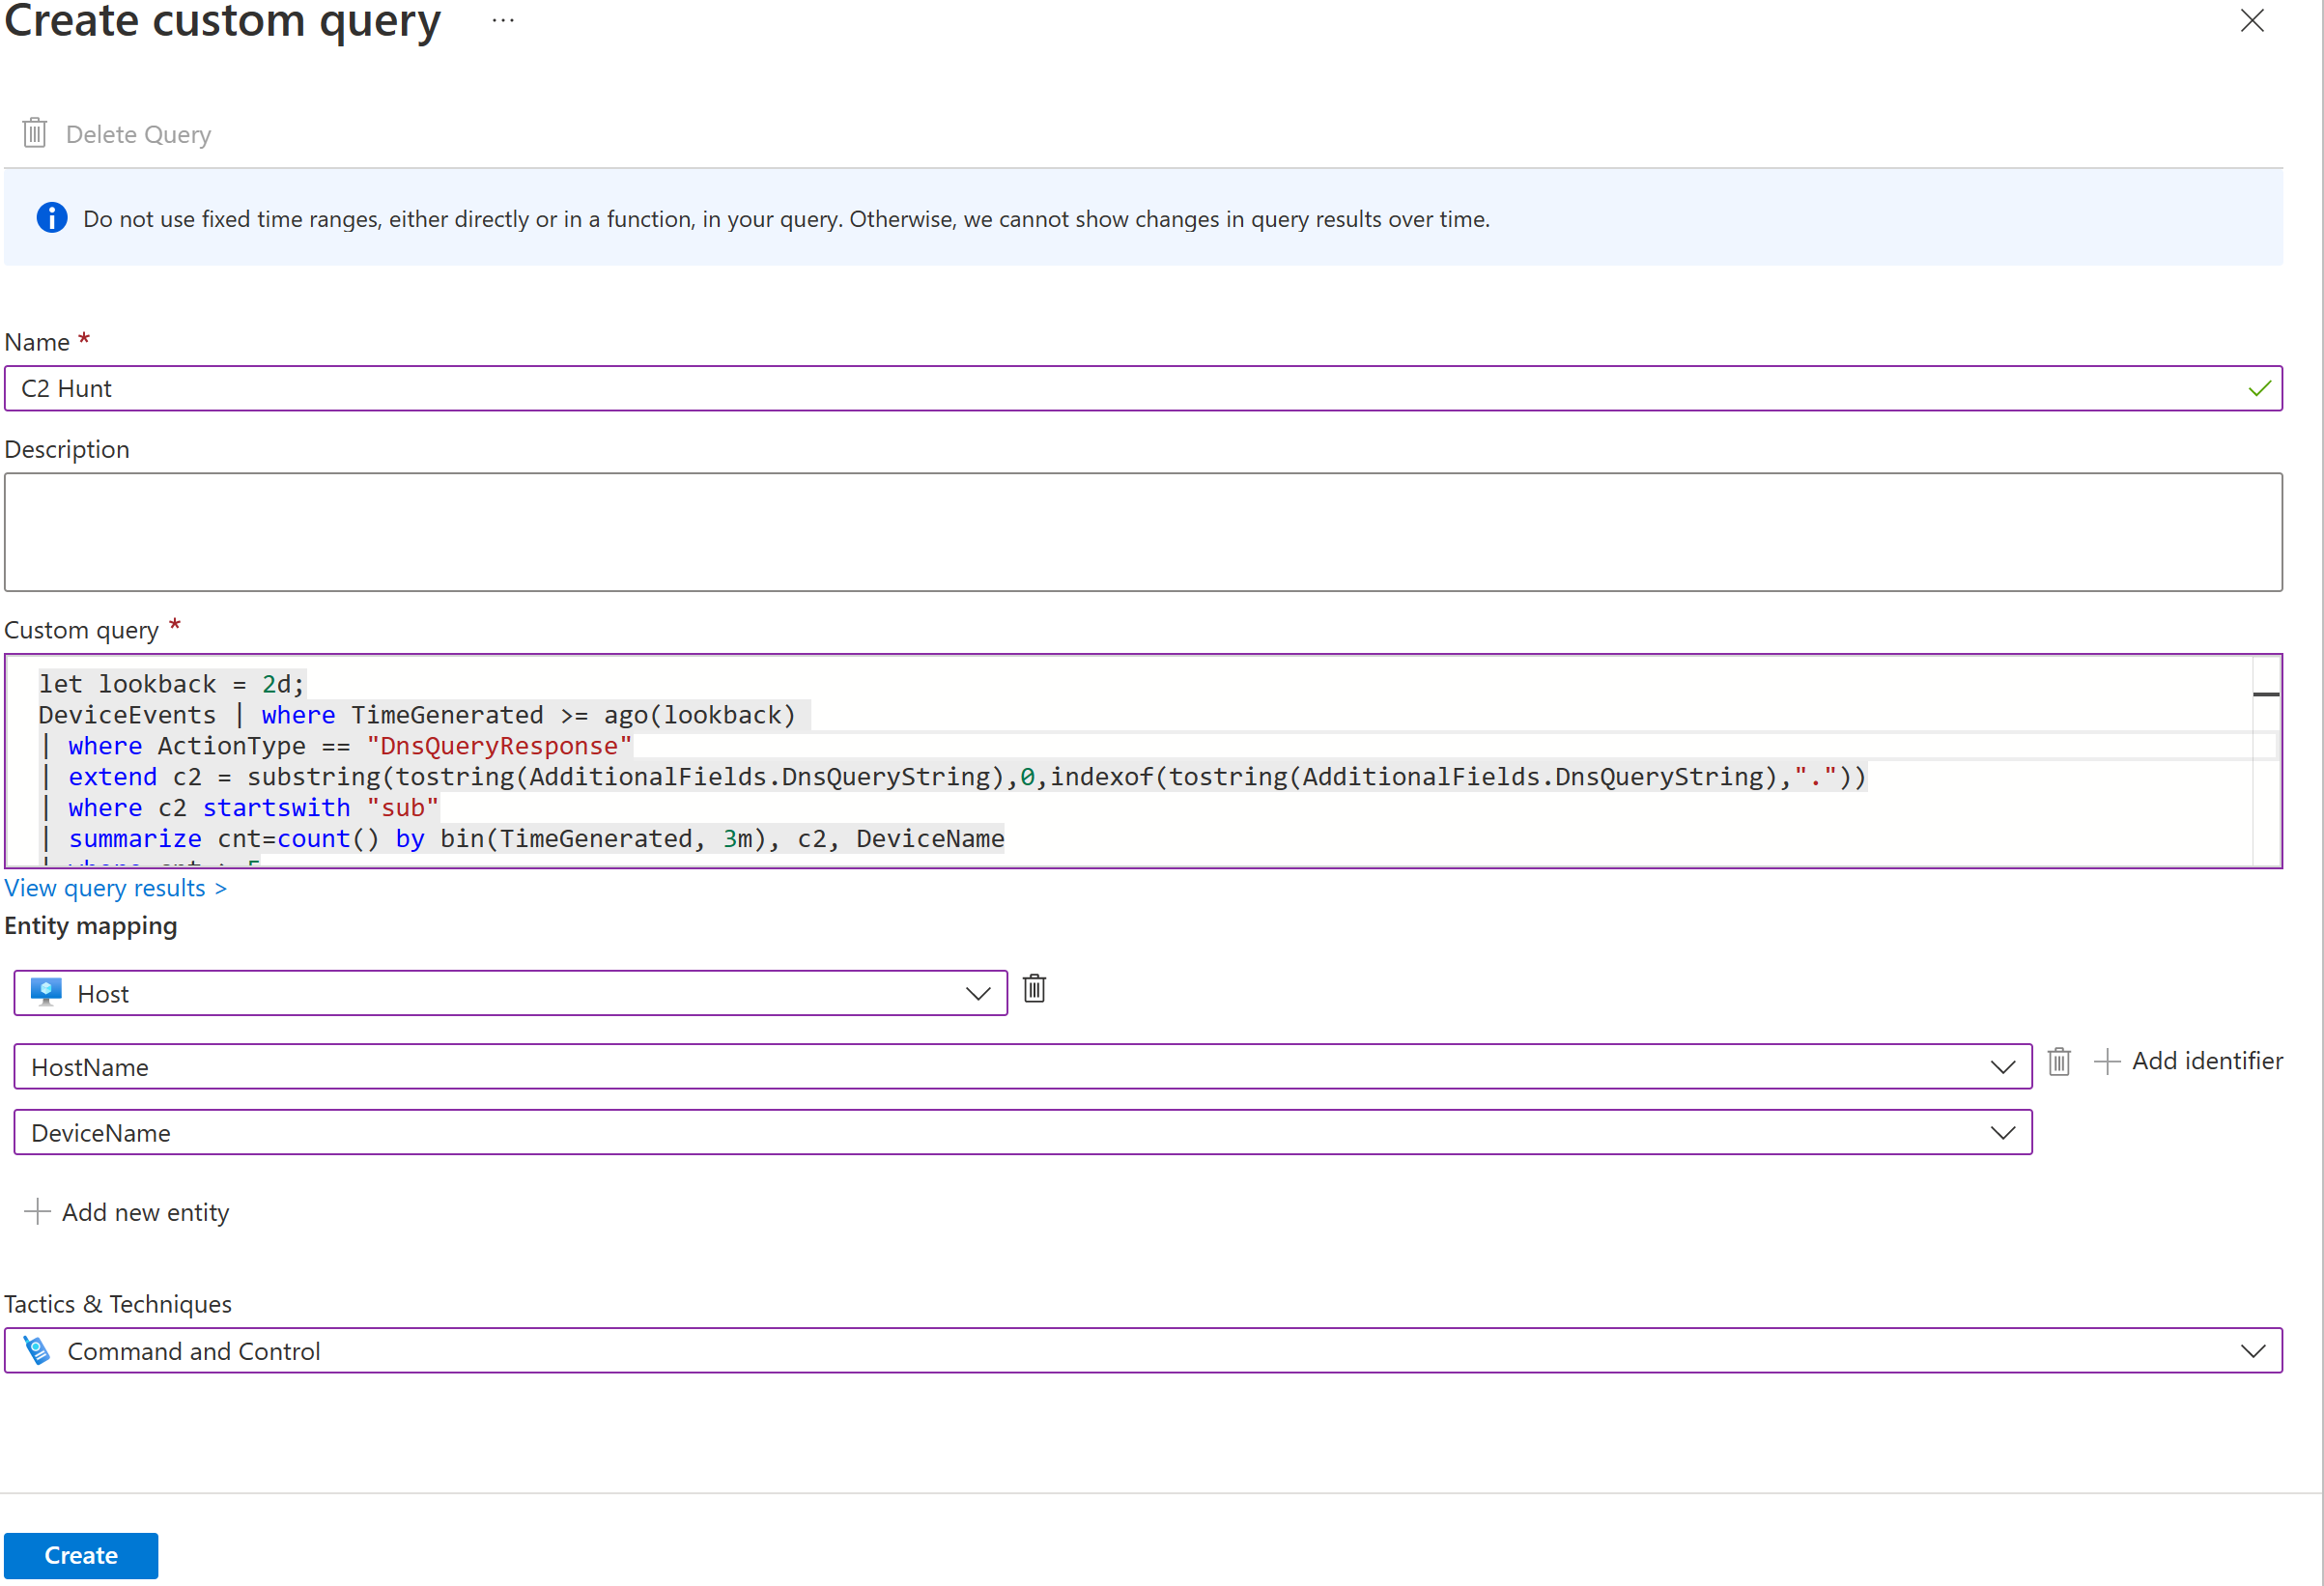 Create custom query ...
Delete Query
Do not use fixed time ranges, either directly or in a function, in your query. Otherwise, we cannot show changes in query results over time.
Name *
C2 Hunt
Description
Custom query *
let lookback = 2d;
DeviceEvents | where TimeGenerated >= ago(lookback)
| where ActionType == "DnsQueryResponse"
| extend c2 = substring(tostring(AdditionalFields.DnsQueryString),0,indexof(tostring(AdditionalFields.DnsQueryString),"."))
| where c2 startswith "sub"
| summarize cnt=count() by bin(TimeGenerated, 3m), c2, DeviceName
View query results >
Entity mapping
Host
HostName
Add identifier
DeviceName
Add new entity
Tactics & Techniques
Command and Control
Create